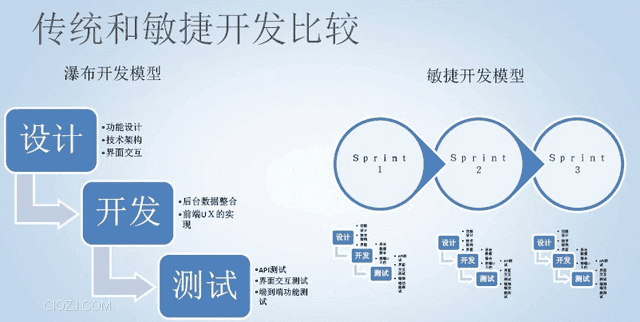 传统和敏捷开发比较
瀑布开发模型
敏捷开发模型
设计
•功能设计
•技术架构
•界面交互
开发
•后台数据整合
•前端UX的实
现
测试
•API测试
•界面交互测试
•端到端功能测
试
Sprint
1
Sprint
2
Sprint
3
设计
开发
测试
设计
开发
测试
设计
开发
测试
CIOZJ.COM